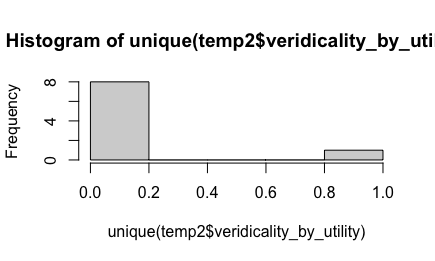 Histogram of unique(temp2$veridicality_by_util
Frequency
8
4
0
0.0 0.2 0.4 0.6 0.8 1.0
unique(temp2$veridicality_by_utility)